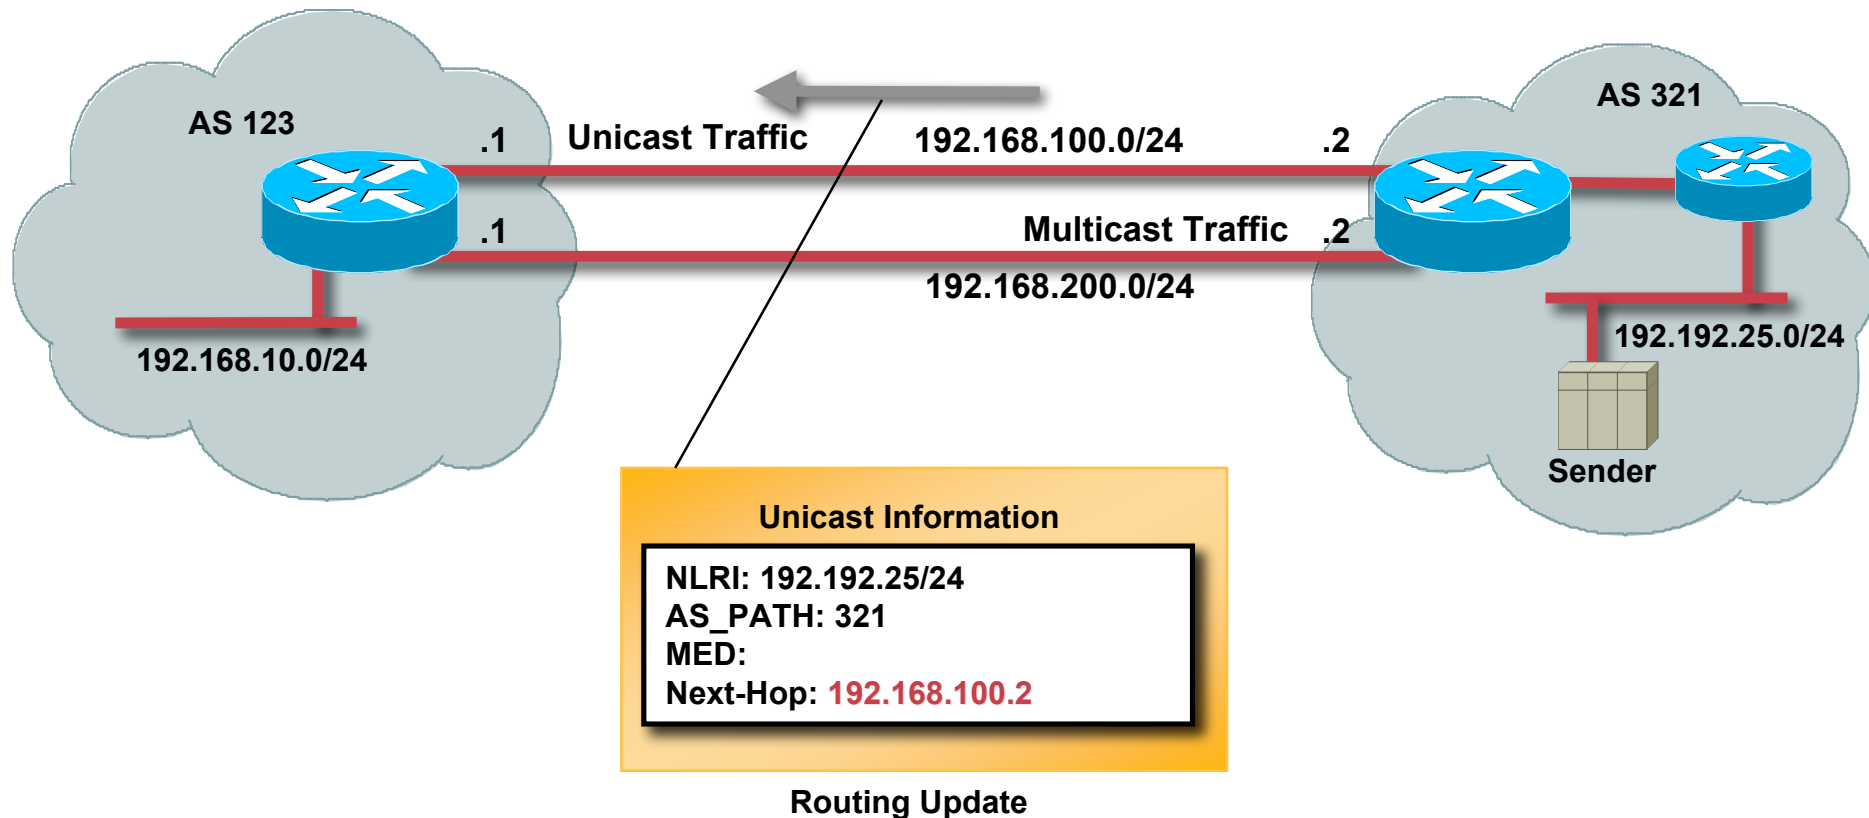 AS 123
AS 321
.1
Unicast Traffic
192.168.100.0/24
.2
.1
Multicast Traffic
.2
192.168.200.0/24
192.168.10.0/24
192.192.25.0/24
Sender
Unicast Information
NLRI: 192.192.25/24
AS_PATH: 321
MED:
Next-Hop: 192.168.100.2
Routing Update